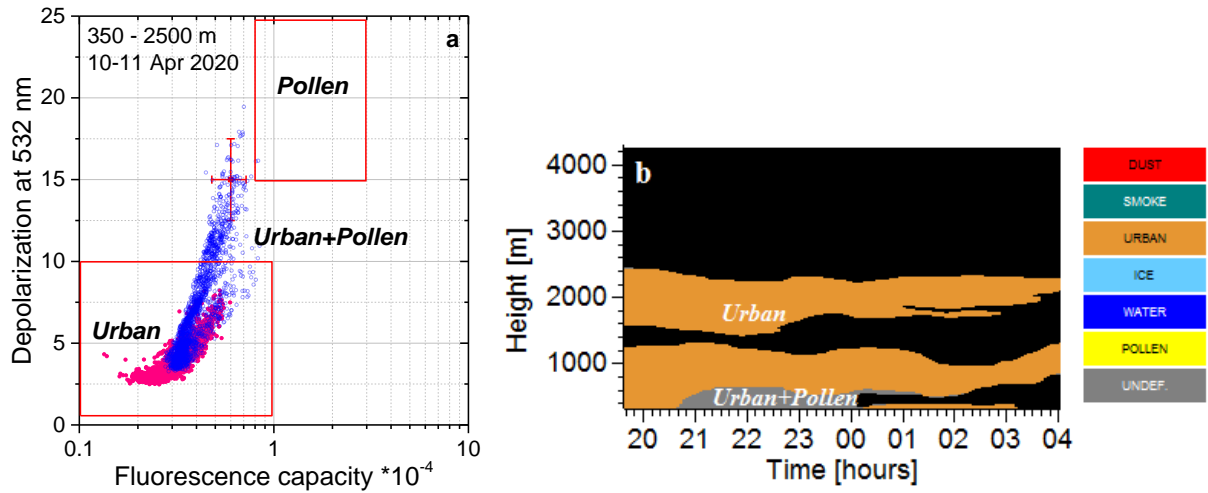 350 - 2500 m
10-11 Apr 2020
a
Pollen
Urban+Pollen
Urban
Depolarization at 532 nm
25
20
15
10
5
0
0.1
1
10
Fluorescence capacity *10-4
b
Urban
Urban+Pollen
Height [m]
4000
3000
2000
1000
20 21 22 23 00 01 02 03 04
Time [hours]
DUST
SMOKE
URBAN
ICE
WATER
POLLEN
UNDEF.